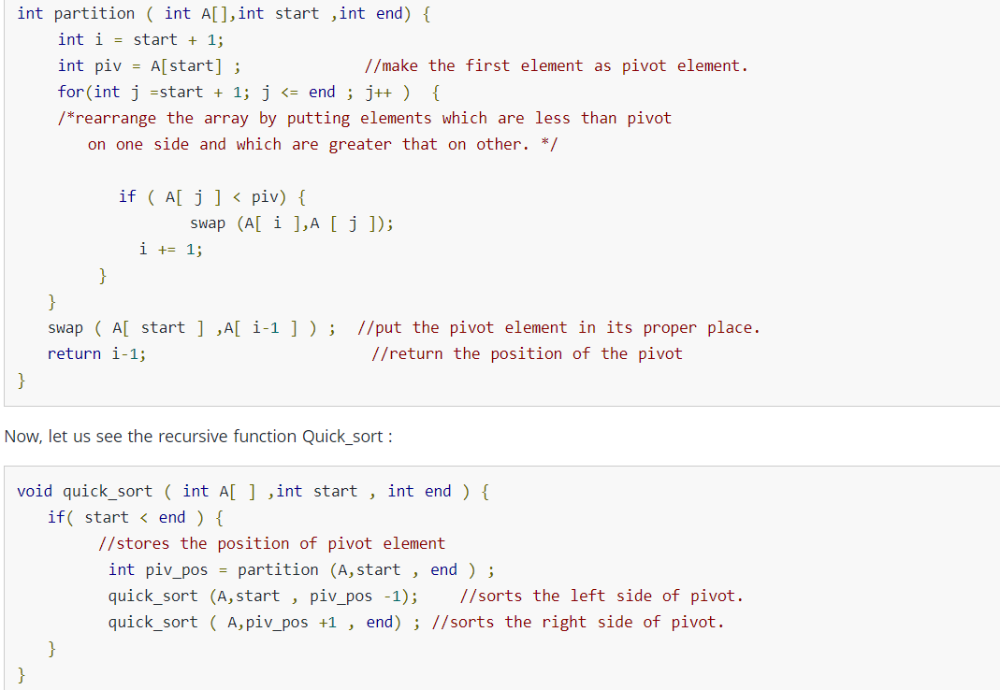 int partition ( int A[],int start ,int end) {
    int i = start + 1;
    int piv = A[start] ;            //make the first element as pivot element.
    for(int j =start + 1; j <= end ; j++ )  {
    /*rearrange the array by putting elements which are less than pivot
       on one side and which are greater that on other. */
          if ( A[ j ] < piv) {
                 swap (A[ i ],A [ j ]);
            i += 1;
        }
   }
   swap ( A[ start ] ,A[ i-1 ] ) ;  //put the pivot element in its proper place.
   return i-1;                      //return the position of the pivot
}
Now, let us see the recursive function Quick_sort :
void quick_sort ( int A[ ] ,int start , int end ) {
   if( start < end ) {
        //stores the position of pivot element
         int piv_pos = partition (A,start , end ) ;
         quick_sort (A,start , piv_pos -1);    //sorts the left side of pivot.
         quick_sort ( A,piv_pos +1 , end) ; //sorts the right side of pivot.
   }
}